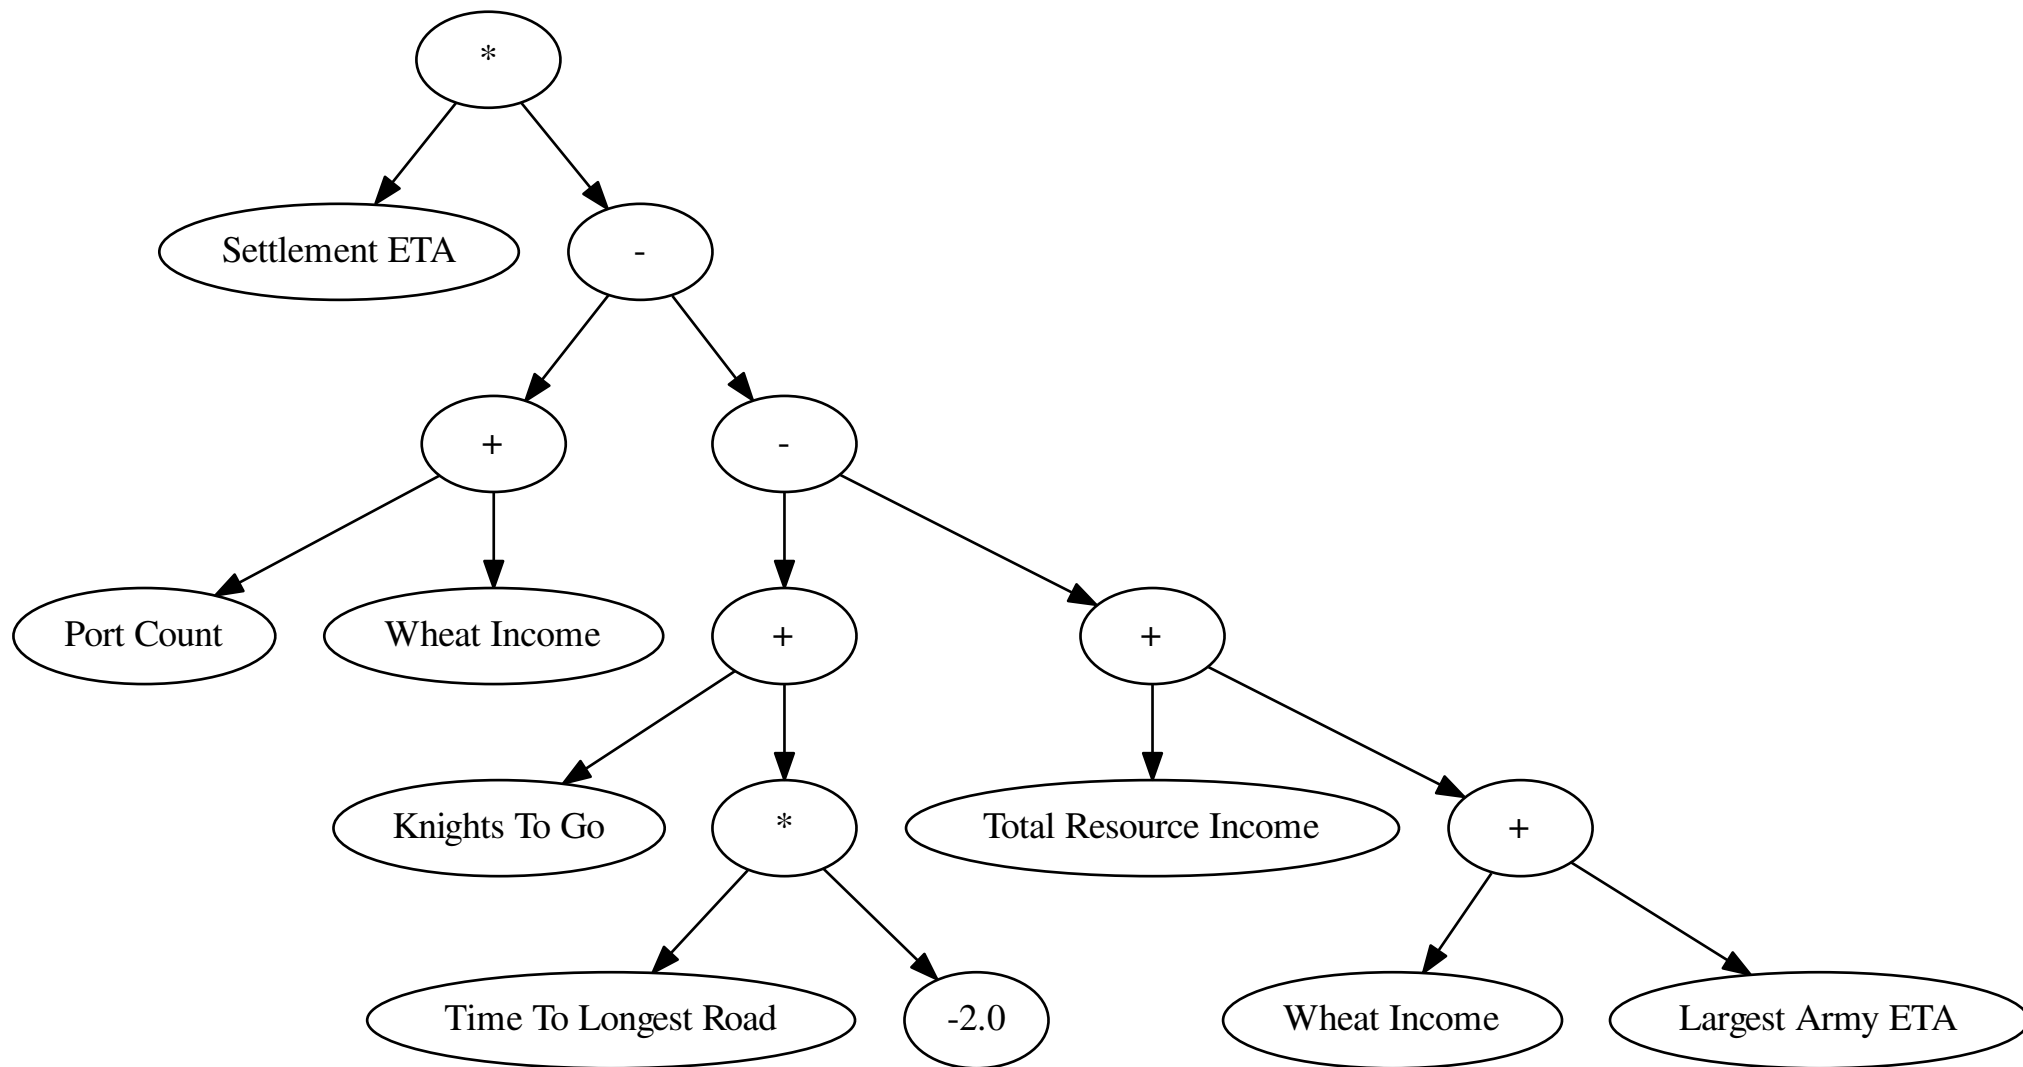 *
Settlement ETA
-
+
-
Port Count
Wheat Income
+
+
Knights To Go
*
Total Resource Income
+
Time To Longest Road
-2.0
Wheat Income
Largest Army ETA